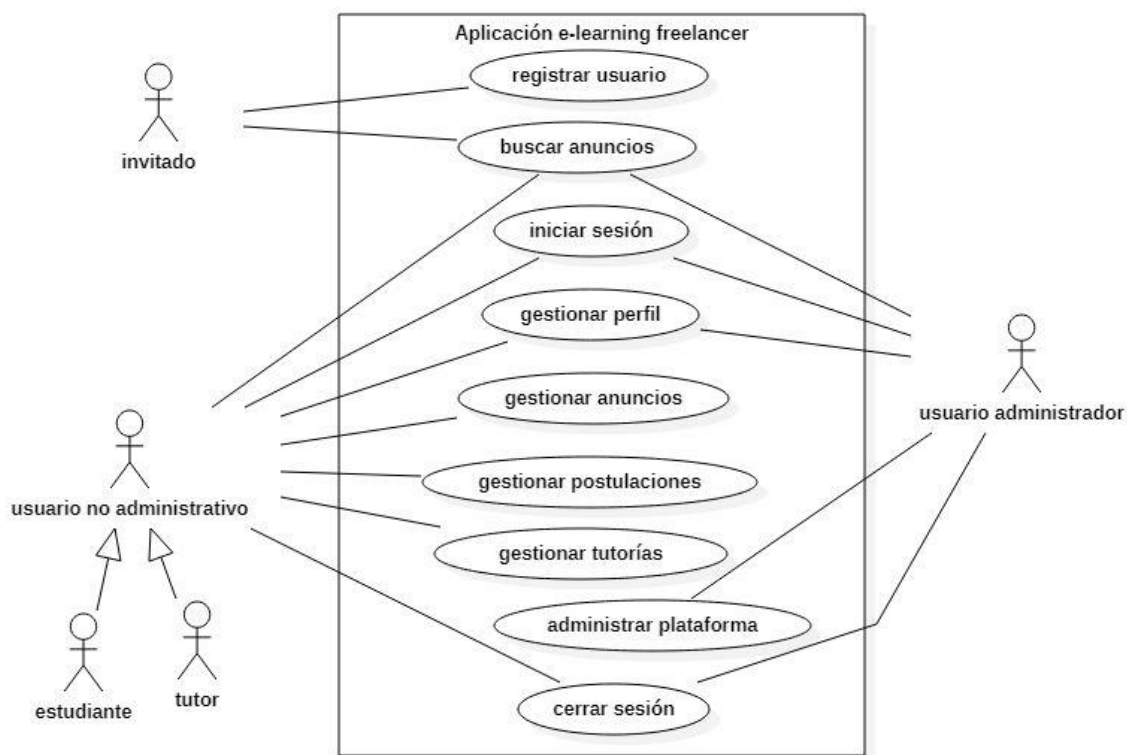 Aplicación e-learning freelancer
registrar usuario
invitado
buscar anuncios
iniciar sesión
gestionar perfil
gestionar anuncios
usuario administrador
gestionar postulaciones
usuario no administrativo
gestionar tutorías
administrar plataforma
estudiante
tutor
cerrar sesión